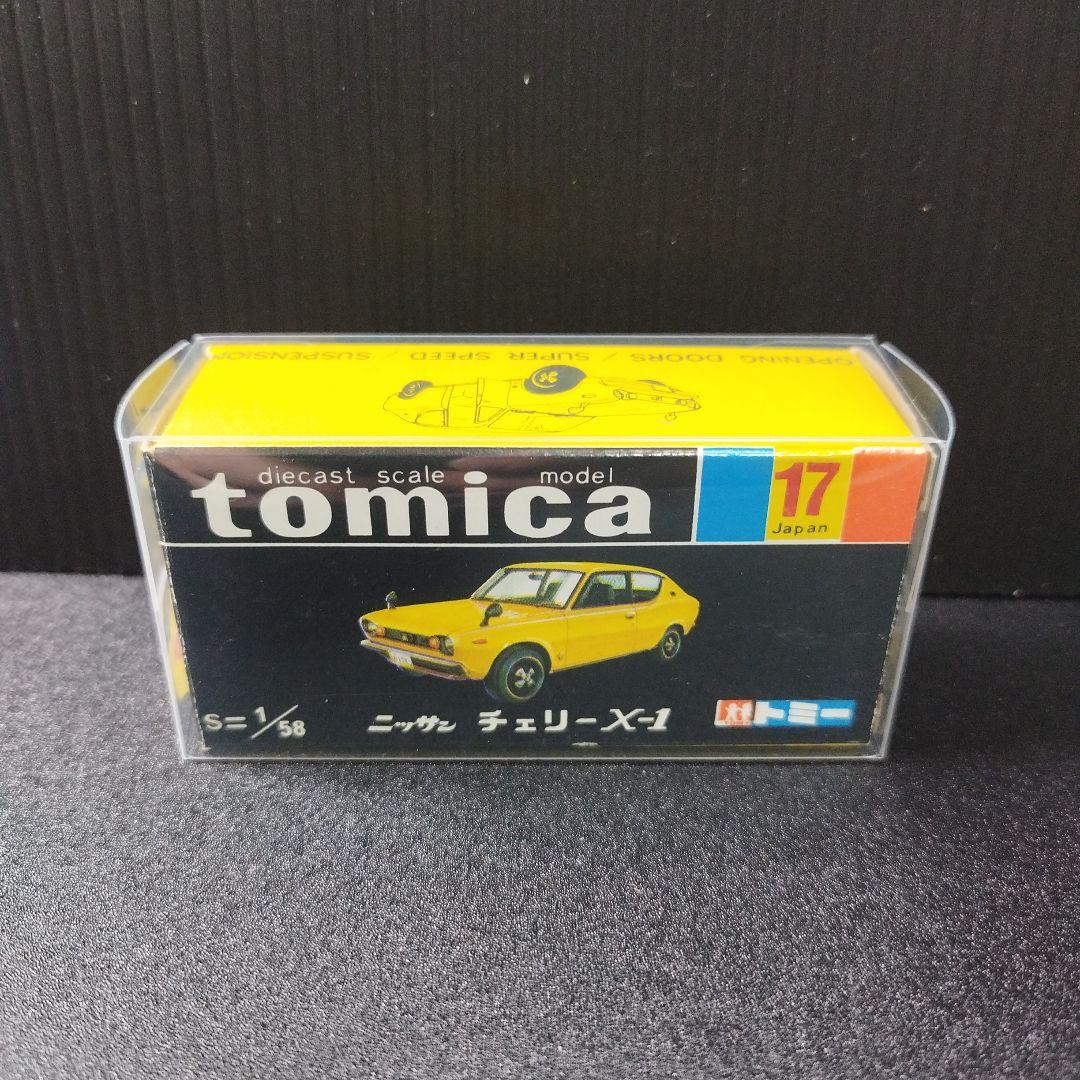 OPENING DOORS / SUPER SPEED / SUSPENSION
diecast scale model
tomica
17
Japan
S=1/58
ニッサン チェリー X-1
トミー